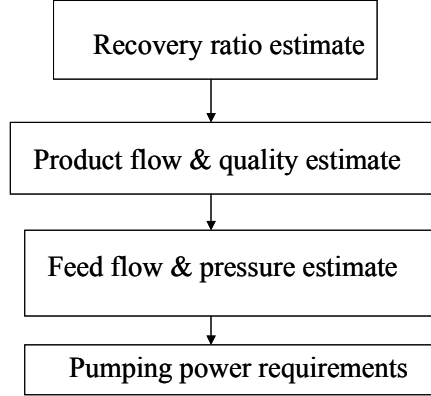 Recovery ratio estimate
Product flow & quality estimate
Feed flow & pressure estimate
Pumping power requirements